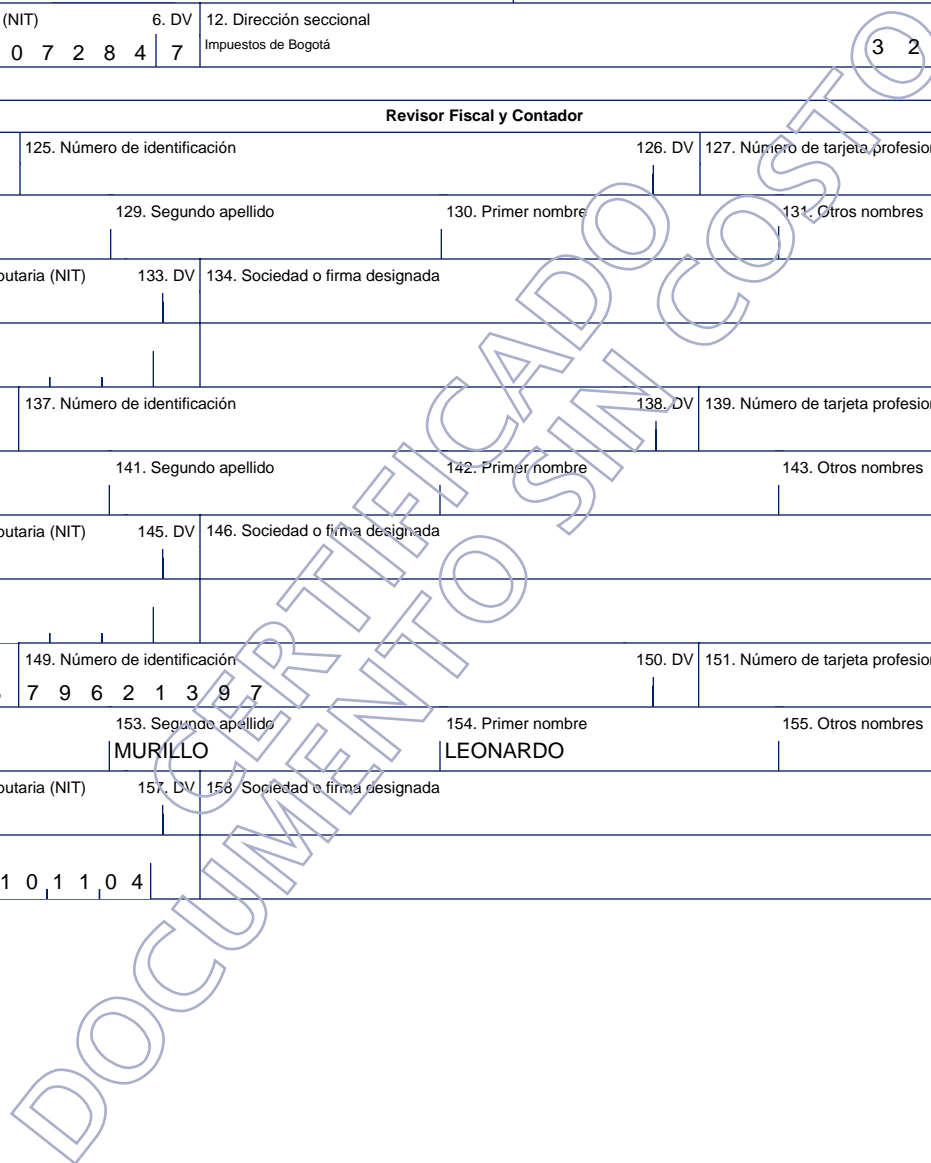 (NIT) 6. DV 12. Dirección seccional
0 7 2 8 4 7 Impuestos de Bogotá 3 2
Revisor Fiscal y Contador
125. Número de identificación 126. DV 127. Número de tarjeta
129. Segundo apellido 130. Primer nombre 131. Otros nombres
(NIT) 133. DV 134. Sociedad o firma designada
137. Número de identificación 138. DV 139. Número de tarjeta
141. Segundo apellido 142. Primer nombre 143. Otros nombres
(NIT) 145. DV 146. Sociedad o firma designada
149. Número de identificación 150. DV 151. Número de tarjeta
7 9 6 2 1 3 9 7
153. Segundo apellido 154. Primer nombre 155. Otros nombres
MURILLO LEONARDO
(NIT) 157. DV 158. Sociedad o firma designada
1 0 1 1 0 4
CERTIFICADO
DOCUMENTO SIN COSTO